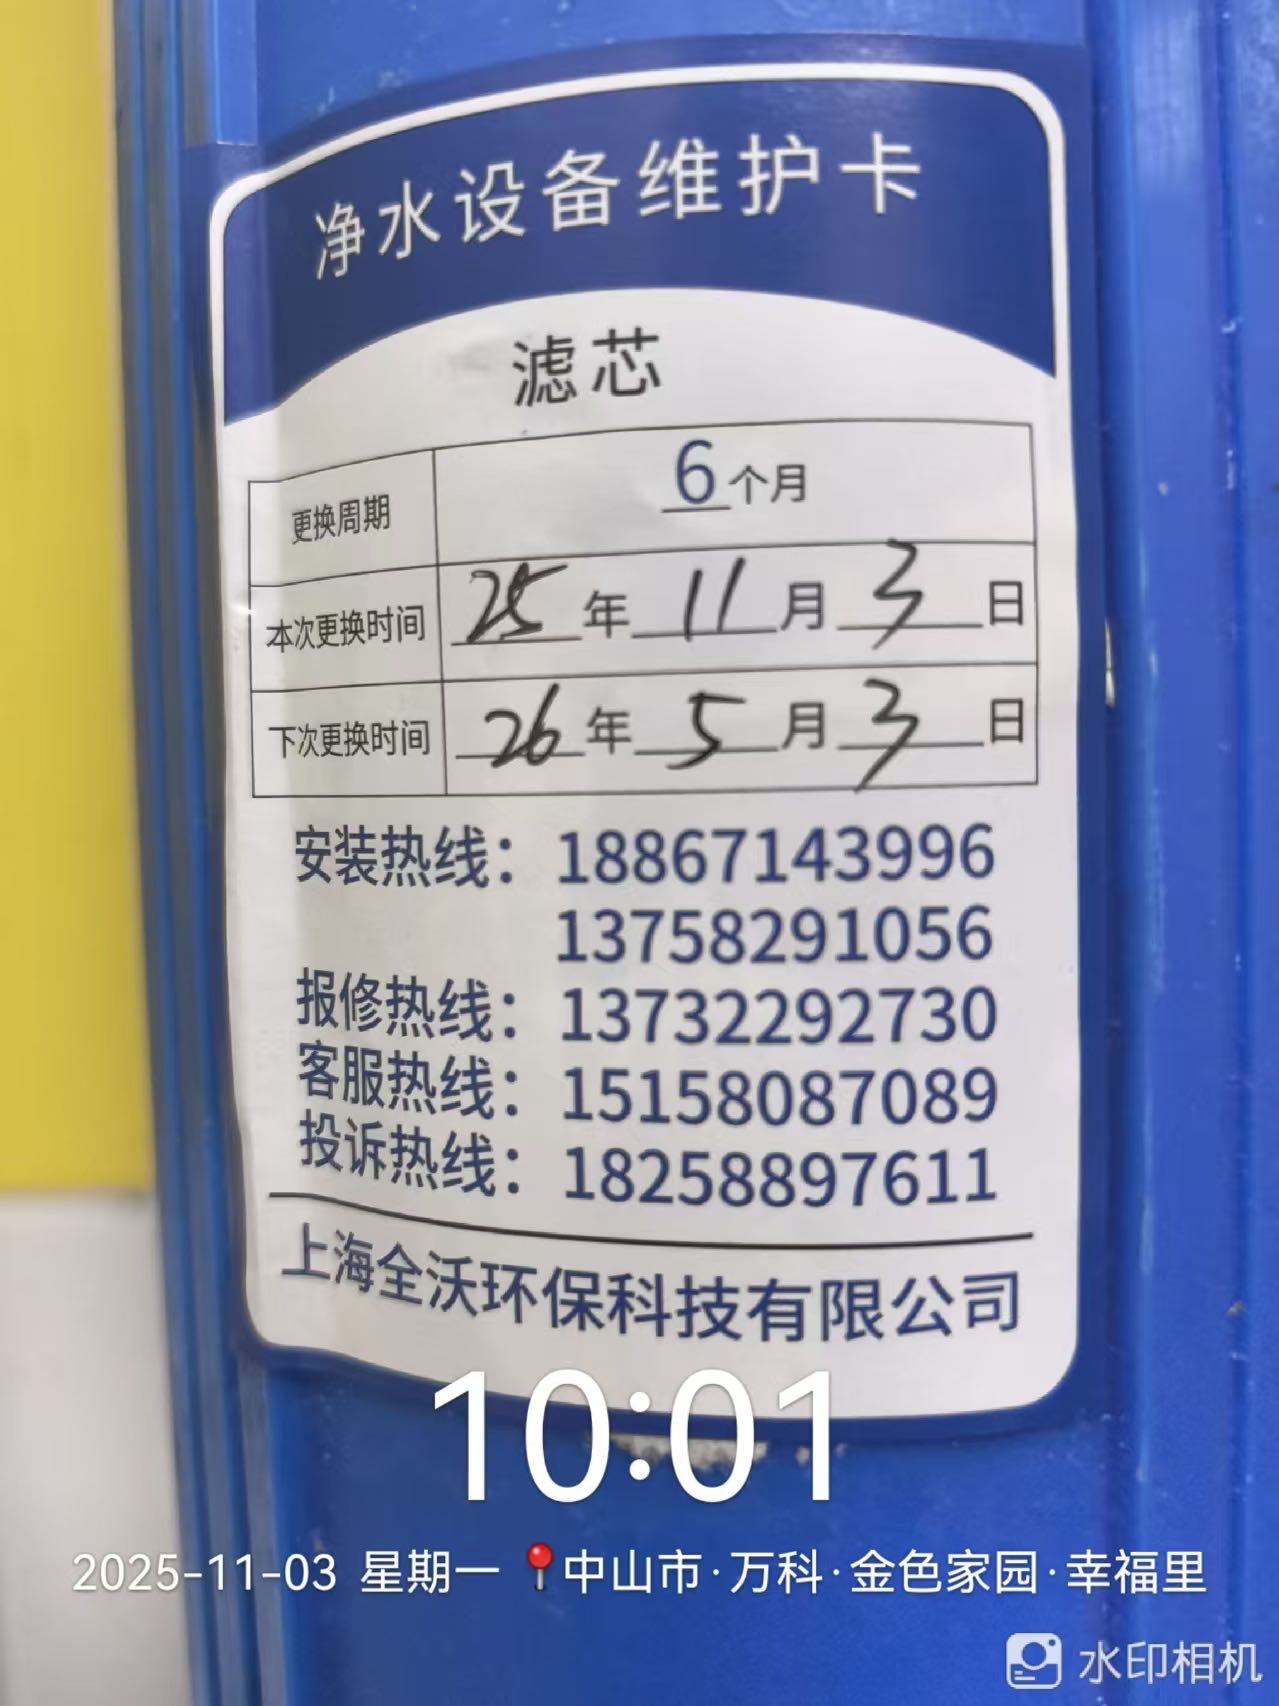 净水设备维护卡
滤芯
更换周期 6个月
本次更换时间 25年11月3日
下次更换时间 26年5月3日
安装热线：18867143996
13758291056
报修热线：13732292730
客服热线：15158087089
投诉热线：18258897611
上海全沃环保科技有限公司
10:01
2025-11-03 星期一 📍中山市·万科·金色家园·幸福里
水印相机